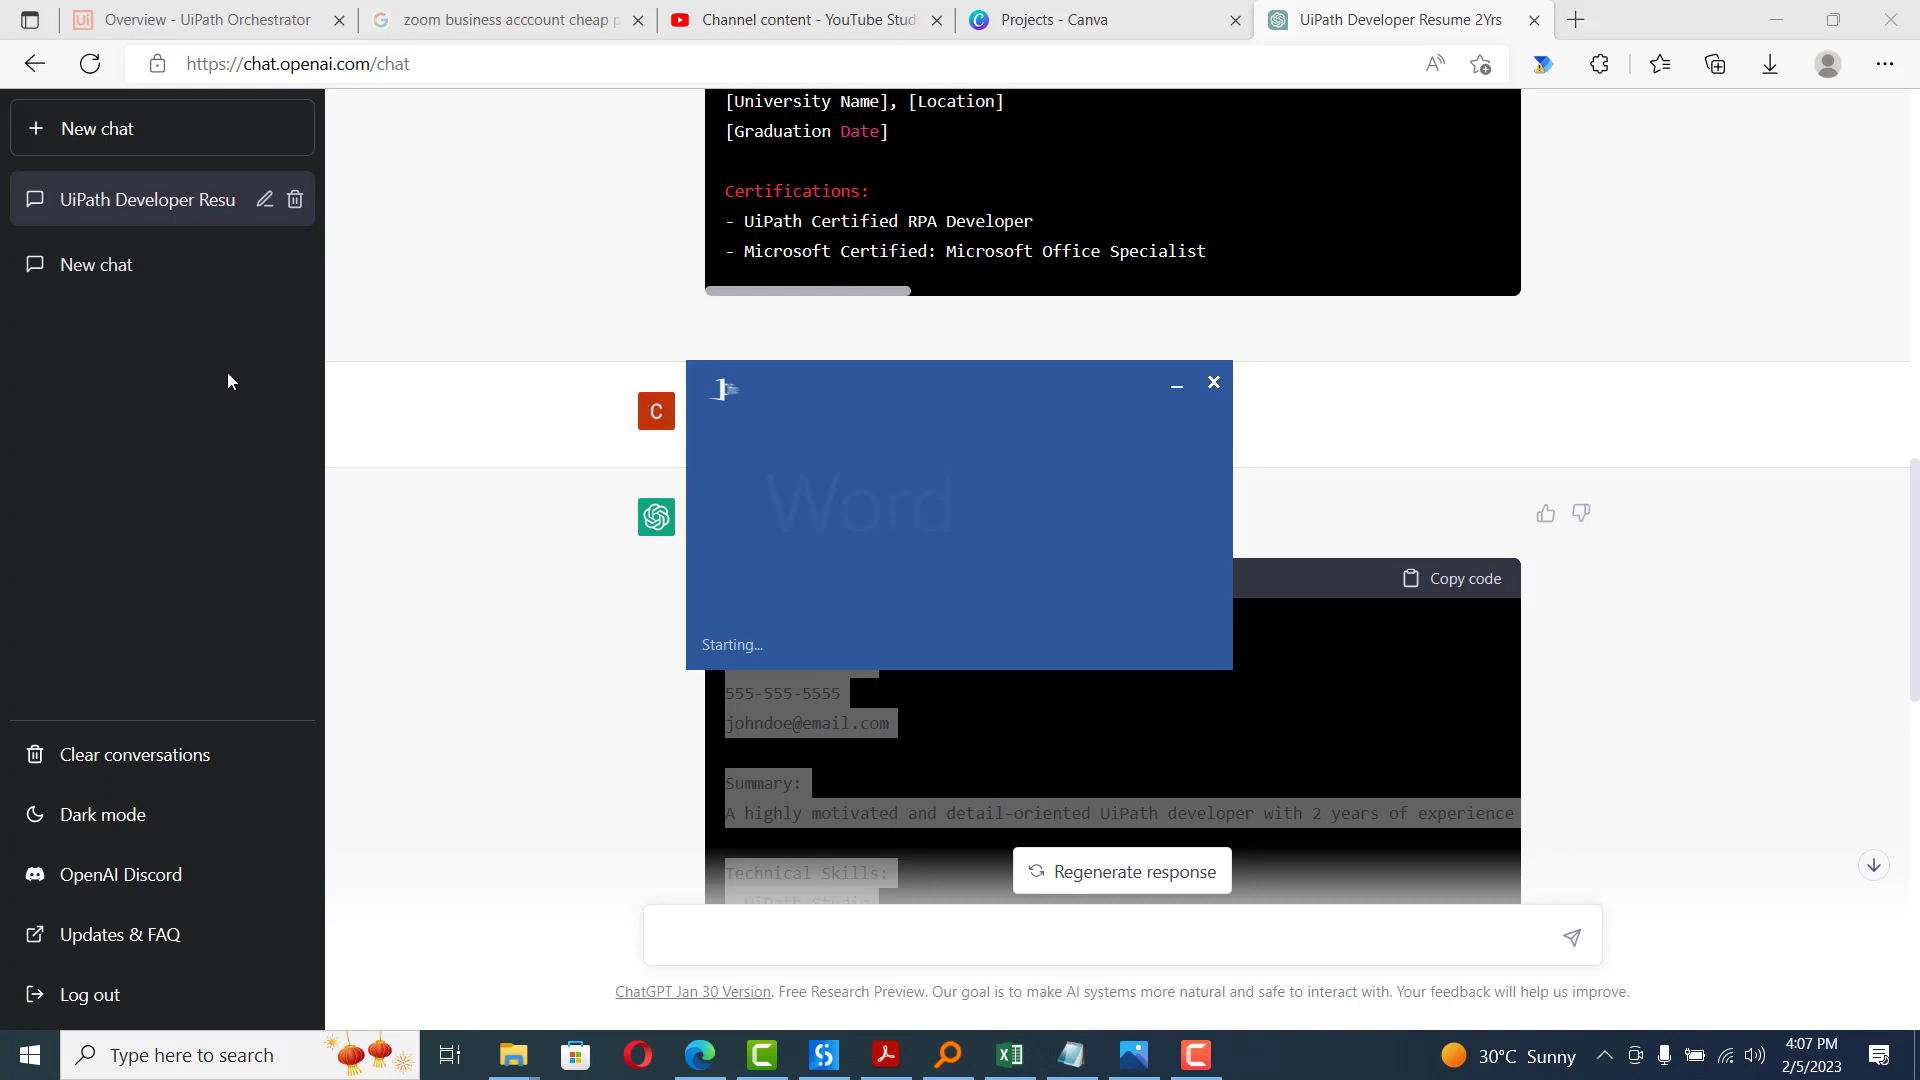 Overview - UiPath Orchestrator
zoom business acccount cheap p
Channel content - YouTube Stud
Projects - Canva
UiPath Developer Resume 2Yrs
https://chat.openai.com/chat
New chat
UiPath Developer Resu
New chat
[University Name], [Location]
[Graduation Date]
Certifications:
- UiPath Certified RPA Developer
- Microsoft Certified: Microsoft Office Specialist
C
Word
Starting...
Copy code
555-555-5555
johndoe@email.com
Summary:
A highly motivated and detail-oriented UiPath developer with 2 years of experience
Technical Skills:
- UiPath Studio
Regenerate response
Clear conversations
Dark mode
OpenAI Discord
Updates & FAQ
Log out
ChatGPT Jan 30 Version. Free Research Preview. Our goal is to make AI systems more natural and safe to interact with. Your feedback will help us improve.
Type here to search
30°C Sunny
4:07 PM
2/5/2023